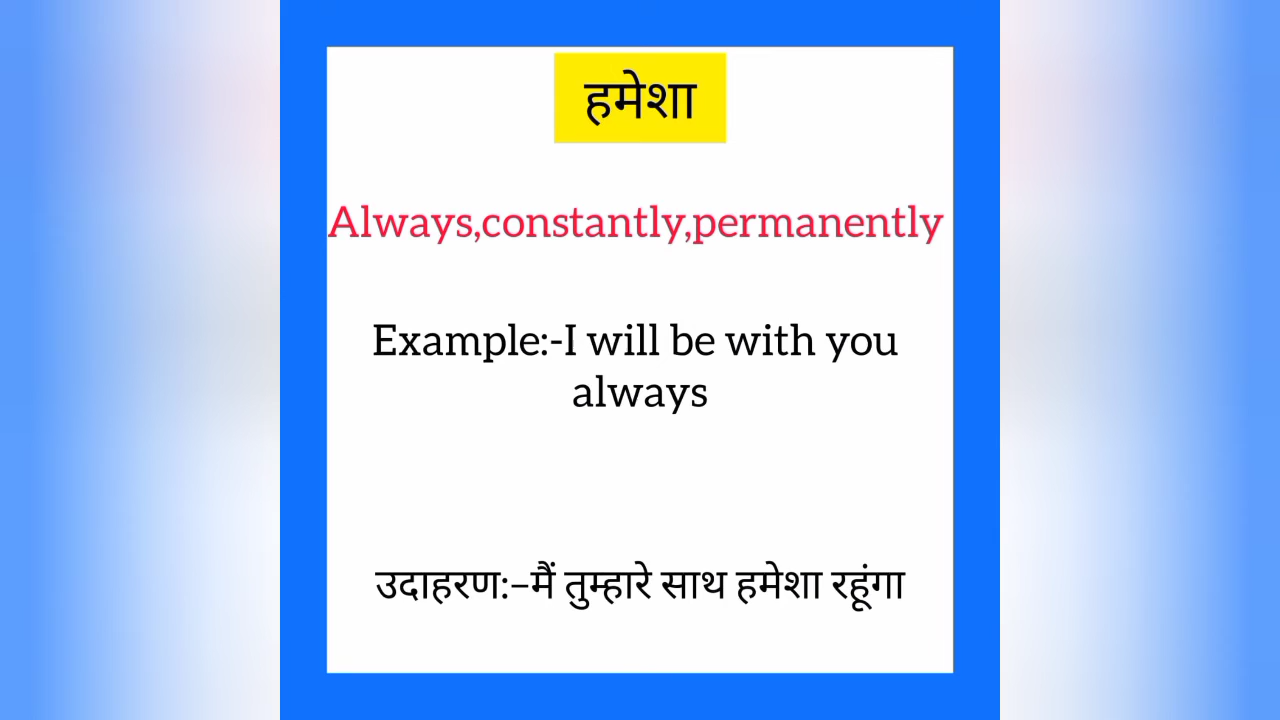 हमेशा
Always,constantly,permanently
Example:-I will be with you
always
उदाहरण:–मैं तुम्हारे साथ हमेशा रहूंगा